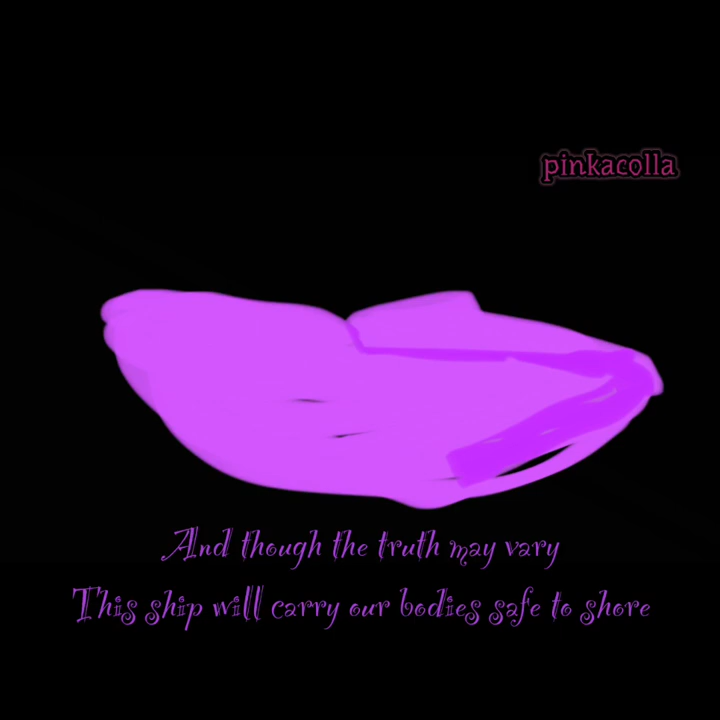 pinkacolla
And though the truth may vary
This ship will carry our bodies safe to shore